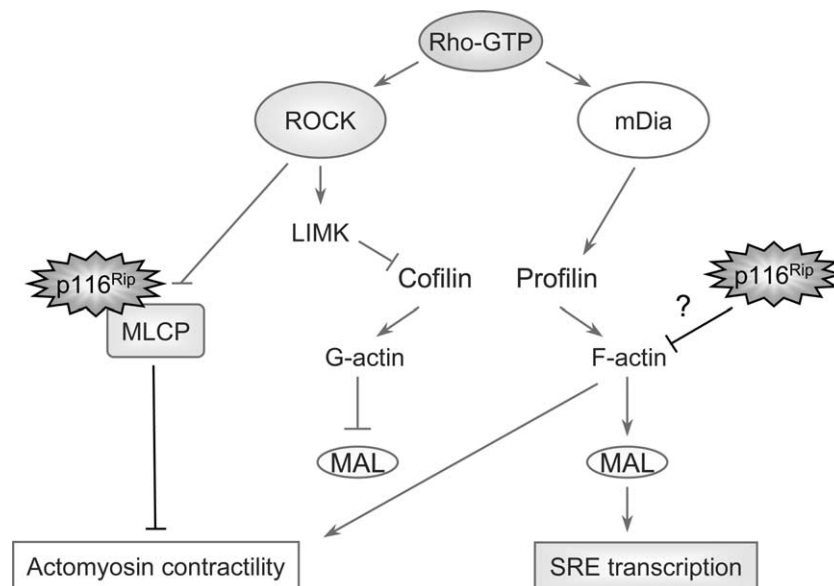 Rho-GTP
ROCK
mDia
LIMK
p116Rip
Cofilin
Profilin
p116Rip
?
MLCP
G-actin
F-actin
MAL
MAL
Actomyosin contractility
SRE transcription